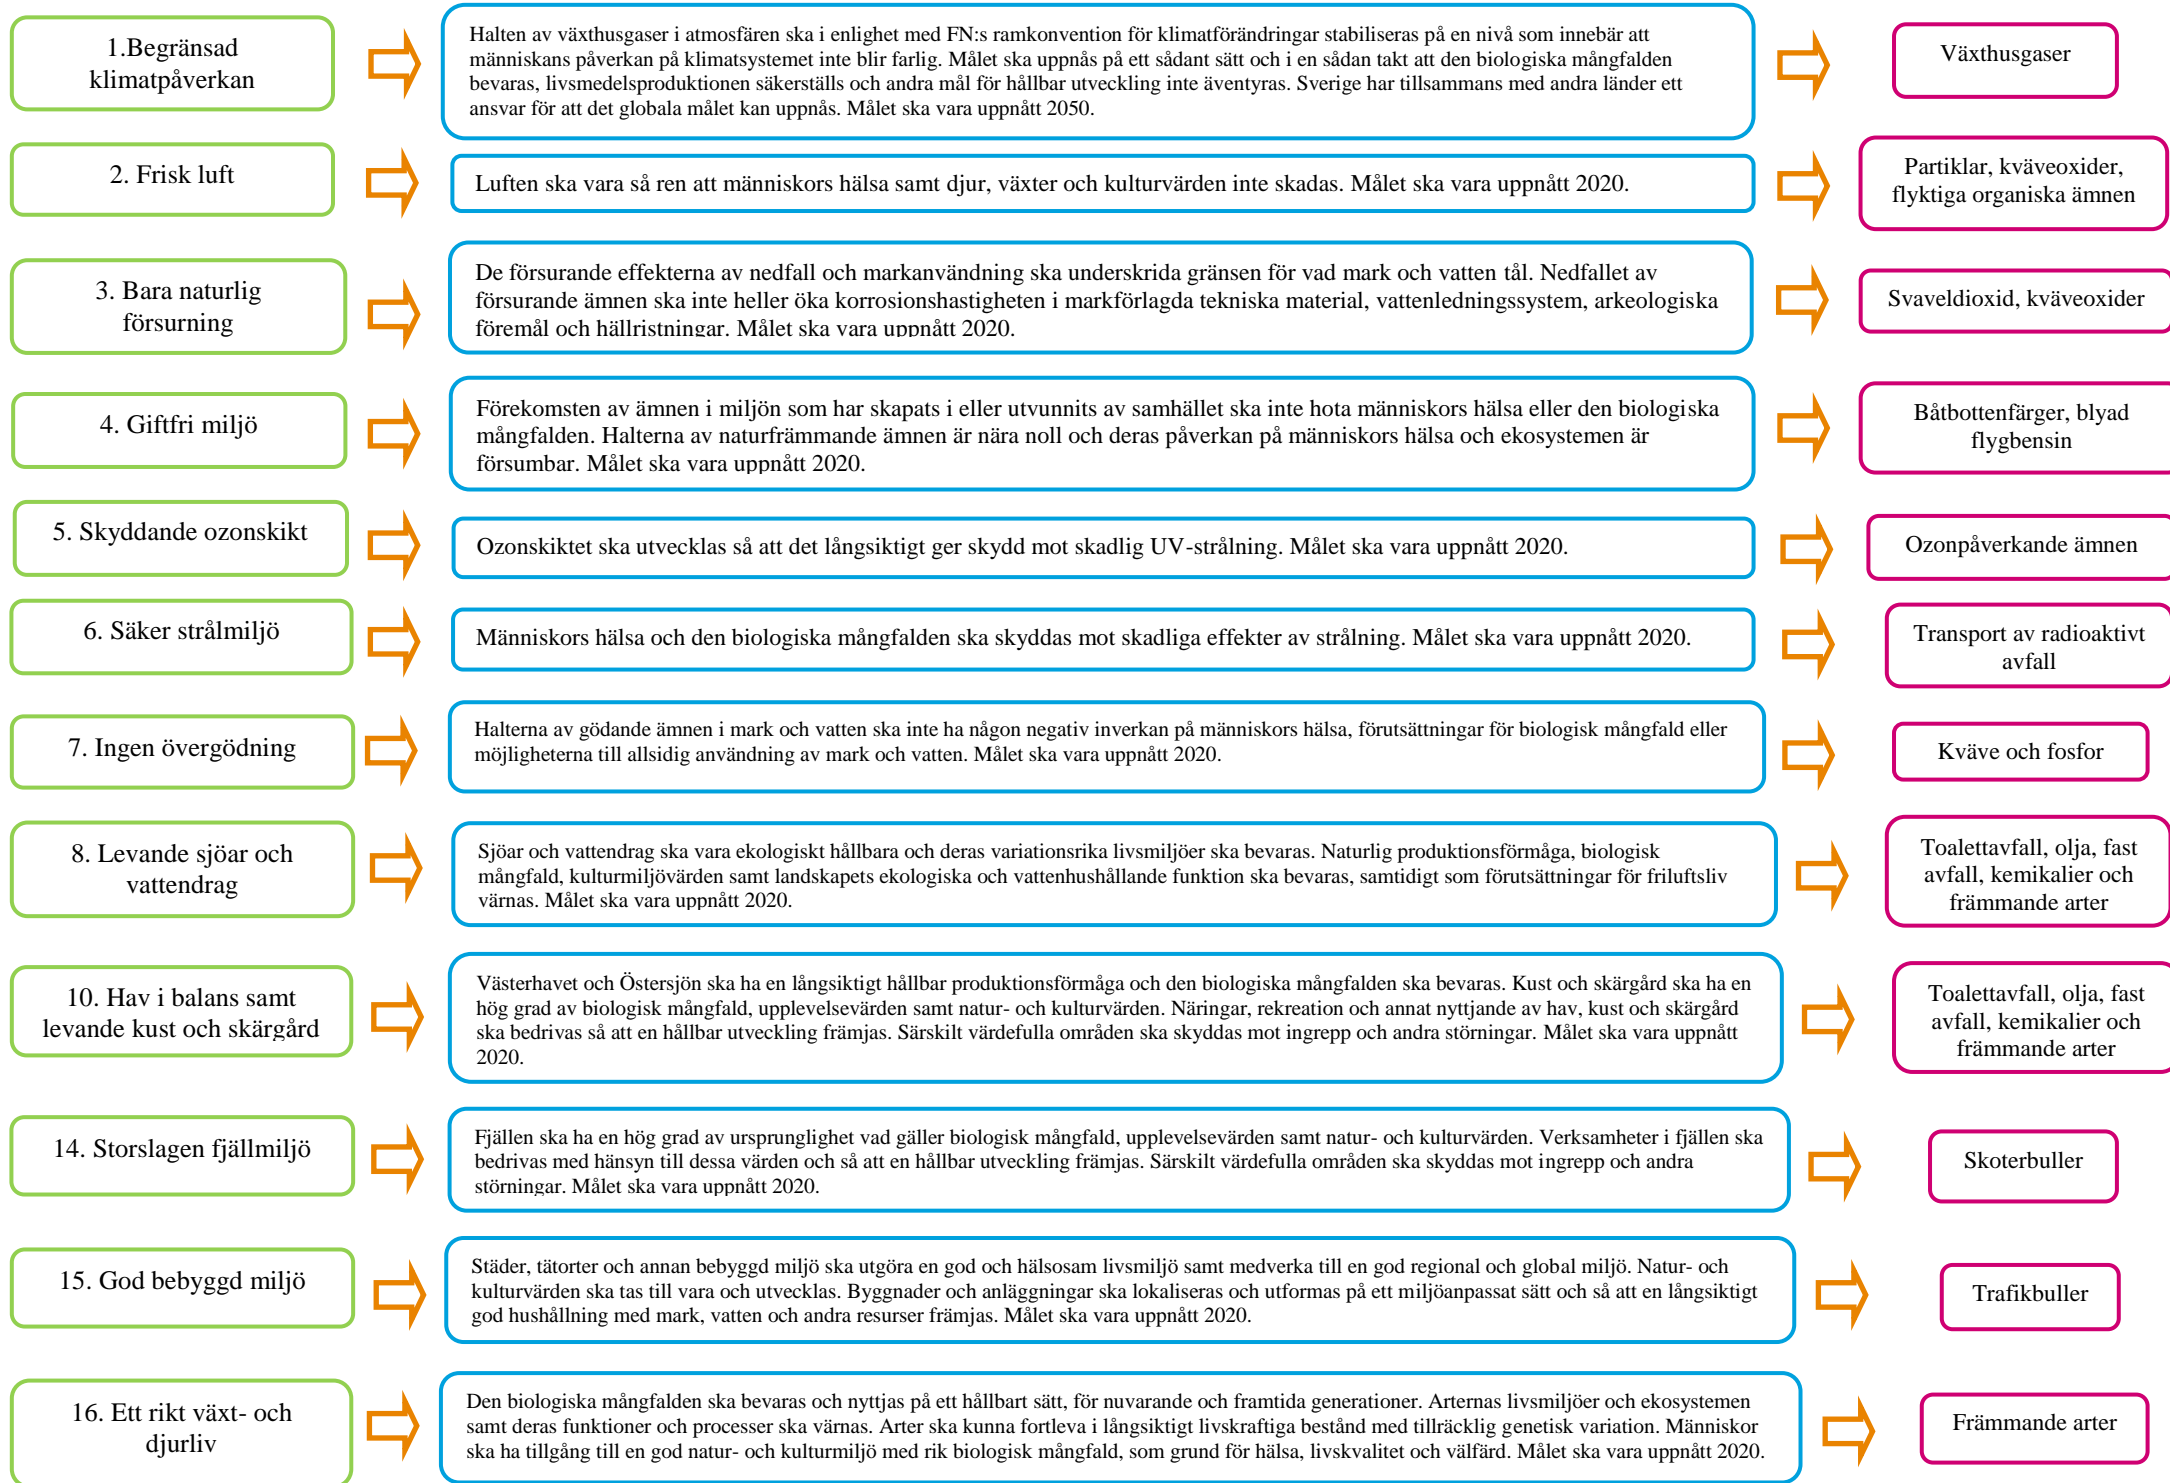 1.Begränsad
klimatpåverkan
Halten av växthusgaser i atmosfären ska i enlighet med FN:s ramkonvention för klimatförändringar stabiliseras på en nivå som innebär att
människans påverkan på klimatsystemet inte blir farlig. Målet ska uppnås på ett sådant sätt och i en sådan takt att den biologiska mångfalden
bevaras, livsmedelsproduktionen säkerställs och andra mål för hållbar utveckling inte äventyras. Sverige har tillsammans med andra länder ett
ansvar för att det globala målet kan uppnås. Målet ska vara uppnått 2050.
Växthusgaser
2. Frisk luft
Luften ska vara så ren att människors hälsa samt djur, växter och kulturvärden inte skadas. Målet ska vara uppnått 2020.
Partiklar, kväveoxider,
flyktiga organiska ämnen
3. Bara naturlig
försurning
De försurande effekterna av nedfall och markanvändning ska underskrida gränsen för vad mark och vatten tål. Nedfallet av
försurande ämnen ska inte heller öka korrosionshastigheten i markförlagda tekniska material, vattenledningssystem, arkeologiska
föremål och hällristningar. Målet ska vara uppnått 2020.
Svaveldioxid, kväveoxider
4. Giftfri miljö
Förekomsten av ämnen i miljön som har skapats i eller utvunnits av samhället ska inte hota människors hälsa eller den biologiska
mångfalden. Halterna av naturfrämmande ämnen är nära noll och deras påverkan på människors hälsa och ekosystemen är
försumbar. Målet ska vara uppnått 2020.
Båtbottenfärger, blyad
flygbensin
5. Skyddande ozonskikt
Ozonskiktet ska utvecklas så att det långsiktigt ger skydd mot skadlig UV-strålning. Målet ska vara uppnått 2020.
Ozonpåverkande ämnen
6. Säker strålmiljö
Människors hälsa och den biologiska mångfalden ska skyddas mot skadliga effekter av strålning. Målet ska vara uppnått 2020.
Transport av radioaktivt
avfall
7. Ingen övergödning
Halterna av gödande ämnen i mark och vatten ska inte ha någon negativ inverkan på människors hälsa, förutsättningar för biologisk mångfald eller
möjligheterna till allsidig användning av mark och vatten. Målet ska vara uppnått 2020.
Kväve och fosfor
8. Levande sjöar och
vattendrag
Sjöar och vattendrag ska vara ekologiskt hållbara och deras variationsrika livsmiljöer ska bevaras. Naturlig produktionsförmåga, biologisk
mångfald, kulturmiljövärden samt landskapets ekologiska och vattenhushållande funktion ska bevaras, samtidigt som förutsättningar för friluftsliv
värnas. Målet ska vara uppnått 2020.
Toalettavfall, olja, fast
avfall, kemikalier och
främmande arter
10. Hav i balans samt
levande kust och skärgård
Västerhavet och Östersjön ska ha en långsiktigt hållbar produktionsförmåga och den biologiska mångfalden ska bevaras. Kust och skärgård ska ha en
hög grad av biologisk mångfald, upplevelsevärden samt natur- och kulturvärden. Näringar, rekreation och annat nyttjande av hav, kust och skärgård
ska bedrivas så att en hållbar utveckling främjas. Särskilt värdefulla områden ska skyddas mot ingrepp och andra störningar. Målet ska vara uppnått
2020.
Toalettavfall, olja, fast
avfall, kemikalier och
främmande arter
14. Storslagen fjällmiljö
Fjällen ska ha en hög grad av ursprunglighet vad gäller biologisk mångfald, upplevelsevärden samt natur- och kulturvärden. Verksamheter i fjällen ska
bedrivas med hänsyn till dessa värden och så att en hållbar utveckling främjas. Särskilt värdefulla områden ska skyddas mot ingrepp och andra
störningar. Målet ska vara uppnått 2020.
Skoterbuller
15. God bebyggd miljö
Städer, tätorter och annan bebyggd miljö ska utgöra en god och hälsosam livsmiljö samt medverka till en god regional och global miljö. Natur- och
kulturvärden ska tas till vara och utvecklas. Byggnader och anläggningar ska lokaliseras och utformas på ett miljöanpassat sätt och så att en långsiktigt
god hushållning med mark, vatten och andra resurser främjas. Målet ska vara uppnått 2020.
Trafikbuller
16. Ett rikt växt- och
djurliv
Den biologiska mångfalden ska bevaras och nyttjas på ett hållbart sätt, för nuvarande och framtida generationer. Arternas livsmiljöer och ekosystemen
samt deras funktioner och processer ska värnas. Arter ska kunna fortleva i långsiktigt livskraftiga bestånd med tillräcklig genetisk variation. Människor
ska ha tillgång till en god natur- och kulturmiljö med rik biologisk mångfald, som grund för hälsa, livskvalitet och välfärd. Målet ska vara uppnått 2020.
Främmande arter